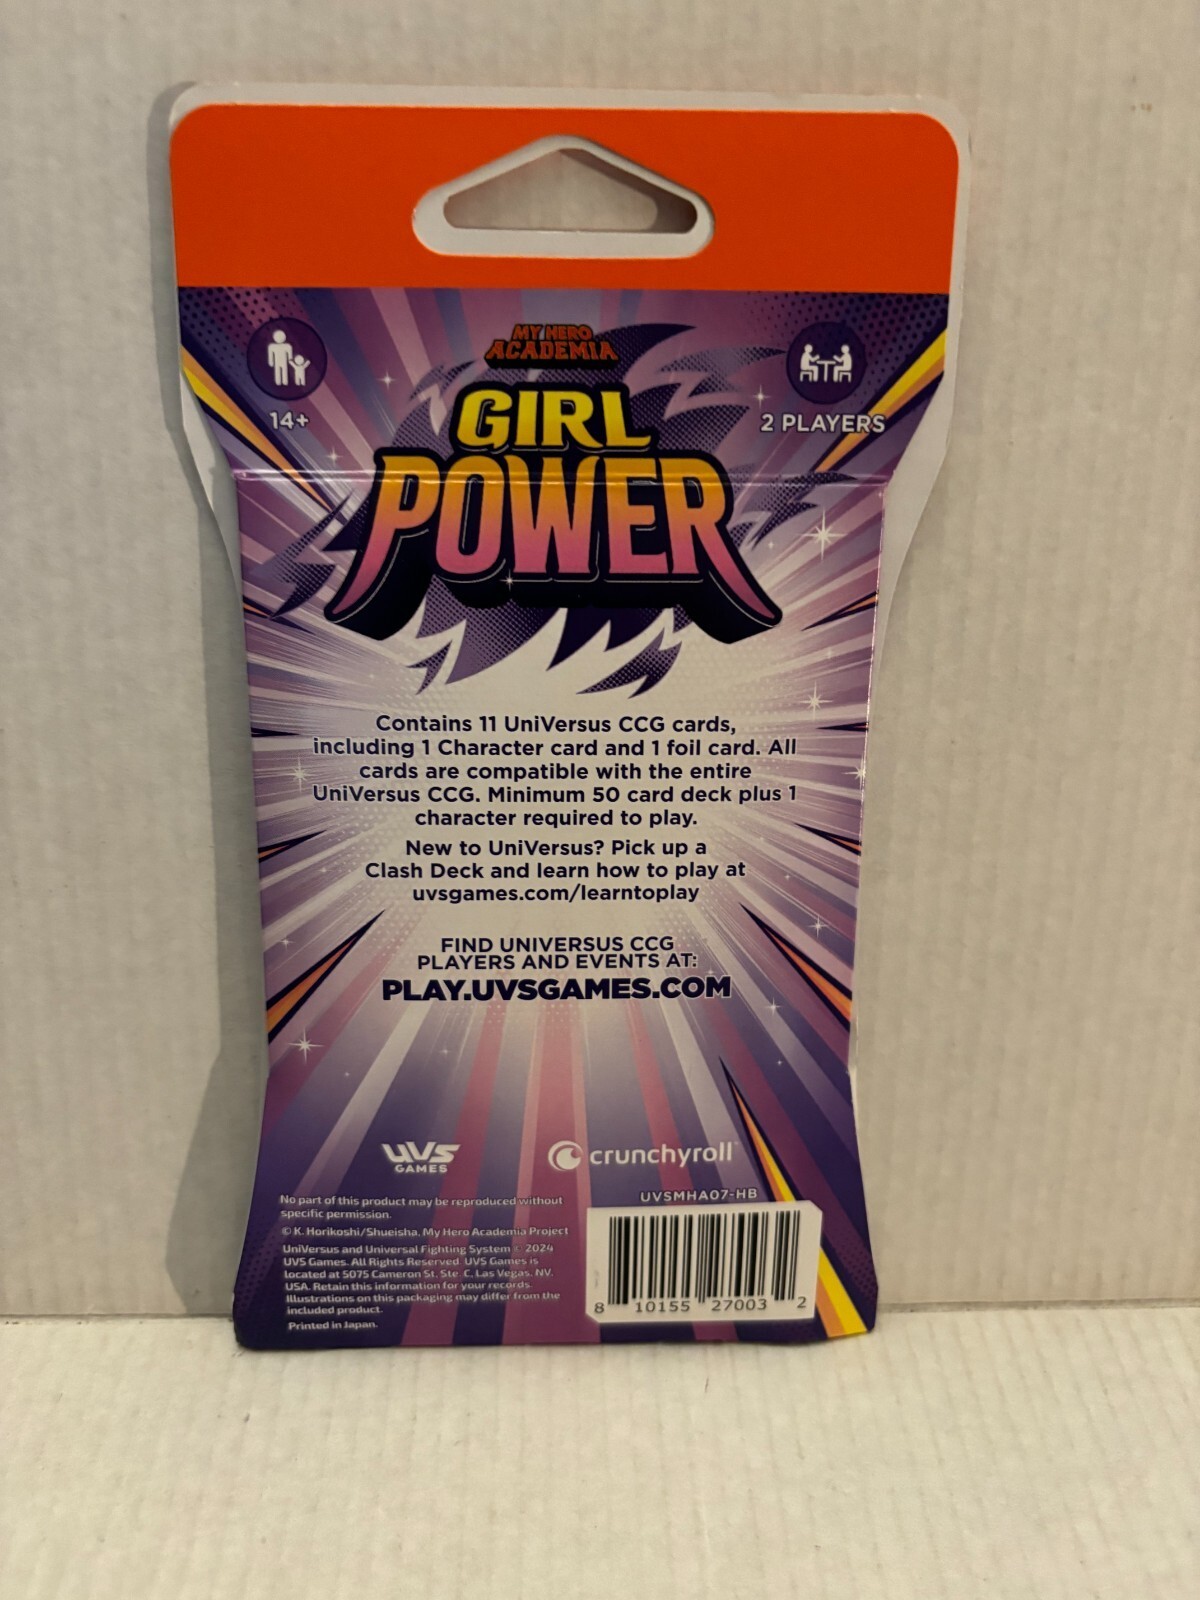 MY HERO
ACADEMIA
GIRL
POWER
14+
2 PLAYERS
Contains 11 UniVersus CCG cards,
including 1 Character card and 1 foil card. All
cards are compatible with the entire
UniVersus CCG. Minimum 50 card deck plus 1
character required to play.
New to UniVersus? Pick up a
Clash Deck and learn how to play at
uvsgames.com/learntoplay
FIND UNIVERSUS CCG
PLAYERS AND EVENTS AT:
PLAY.UVSGAMES.COM
UVS
GAMES
crunchyroll
No part of this product may be reproduced without
specific permission.
© K. Horikoshi/Shueisha, My Hero Academia Project
UniVersus and Universal Fighting System © 2024
UVS Games. All Rights Reserved. UVS Games is
located at 5075 Cameron St. Ste. C, Las Vegas, NV,
USA. Retain this information for your records.
Illustrations on this packaging may differ from the
included product.
Printed in Japan.
UVSMHA07-HB
8 10155 27003 2